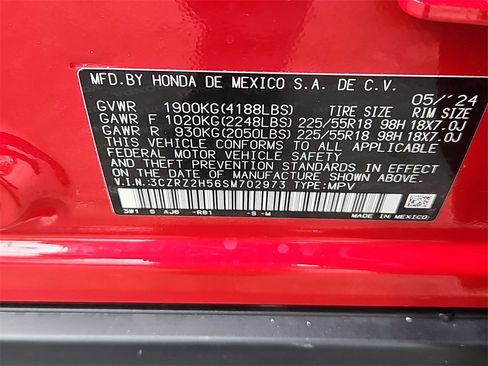 MFD. BY HONDA DE MEXICO S.A. DE C.V. 05/'24
GVWR 1900KG(4188LBS) TIRE SIZE RIM SIZE
GAWR F 1020KG(2248LBS) 225/55R18 98H 18X7.0J
GAWR R 930KG(2050LBS) 225/55R18 98H 18X7.0J
THIS VEHICLE CONFORMS TO ALL APPLICABLE
FEDERAL MOTOR VEHICLE SAFETY
AND THEFT PREVENTION STANDARDS IN EFFECT
ON THE DATE OF MANUFACTURE SHOWN ABOVE.
V.I.N.:3CZRZ2H56SM702973 TYPE:MPV
3W1 S AJ6 -RB1 -S-M MADE IN MEXICO